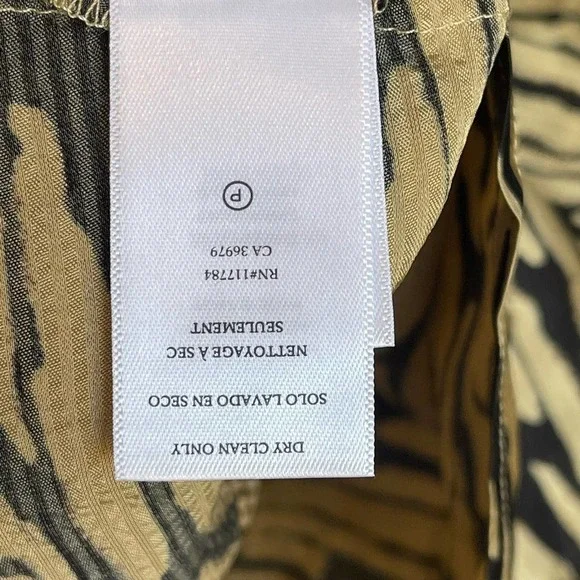 DRY CLEAN ONLY
SOLO LAVADO EN SECO
NETTOYAGE À SEC
SEULEMENT
RN#117784
CA 36979
P